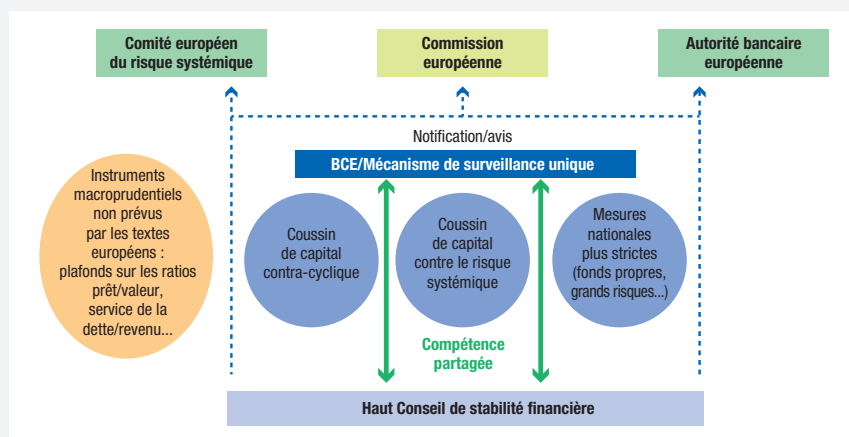 Comité européen
du risque systémique
Commission
européenne
Autorité bancaire
européenne
Notification/avis
BCE/Mécanisme de surveillance unique
Instruments
macroprudentiels
non prévus
par les textes
européens :
plafonds sur les ratios
prêt/valeur,
service de la
dette/revenu...
Coussin
de capital
contra-cyclique
Coussin
de capital
contre le risque
systémique
Mesures
nationales
plus strictes
(fonds propres,
grands risques...)
Compétence
partagée
Haut Conseil de stabilité financière